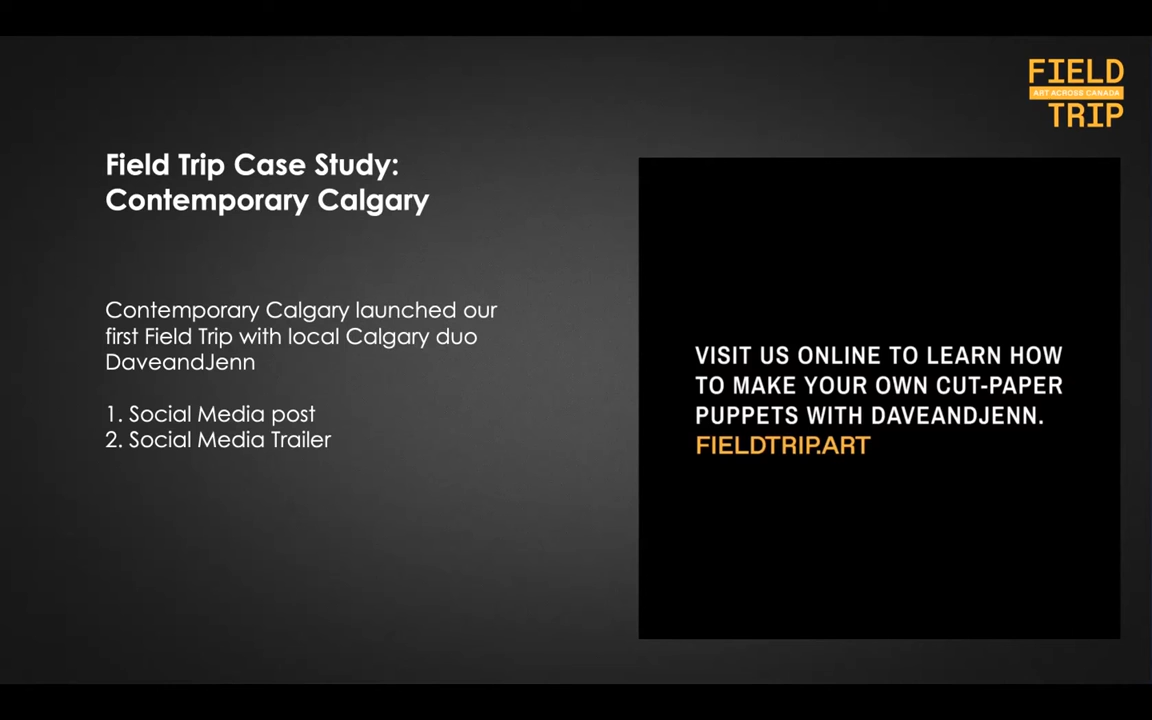 FIELD
ART ACROSS CANADA
TRIP
Field Trip Case Study:
Contemporary Calgary
Contemporary Calgary launched our
first Field Trip with local Calgary duo
DaveandJenn
1. Social Media post
2. Social Media Trailer
VISIT US ONLINE TO LEARN HOW
TO MAKE YOUR OWN CUT-PAPER
PUPPETS WITH DAVEANDJENN.
FIELDTRIP.ART